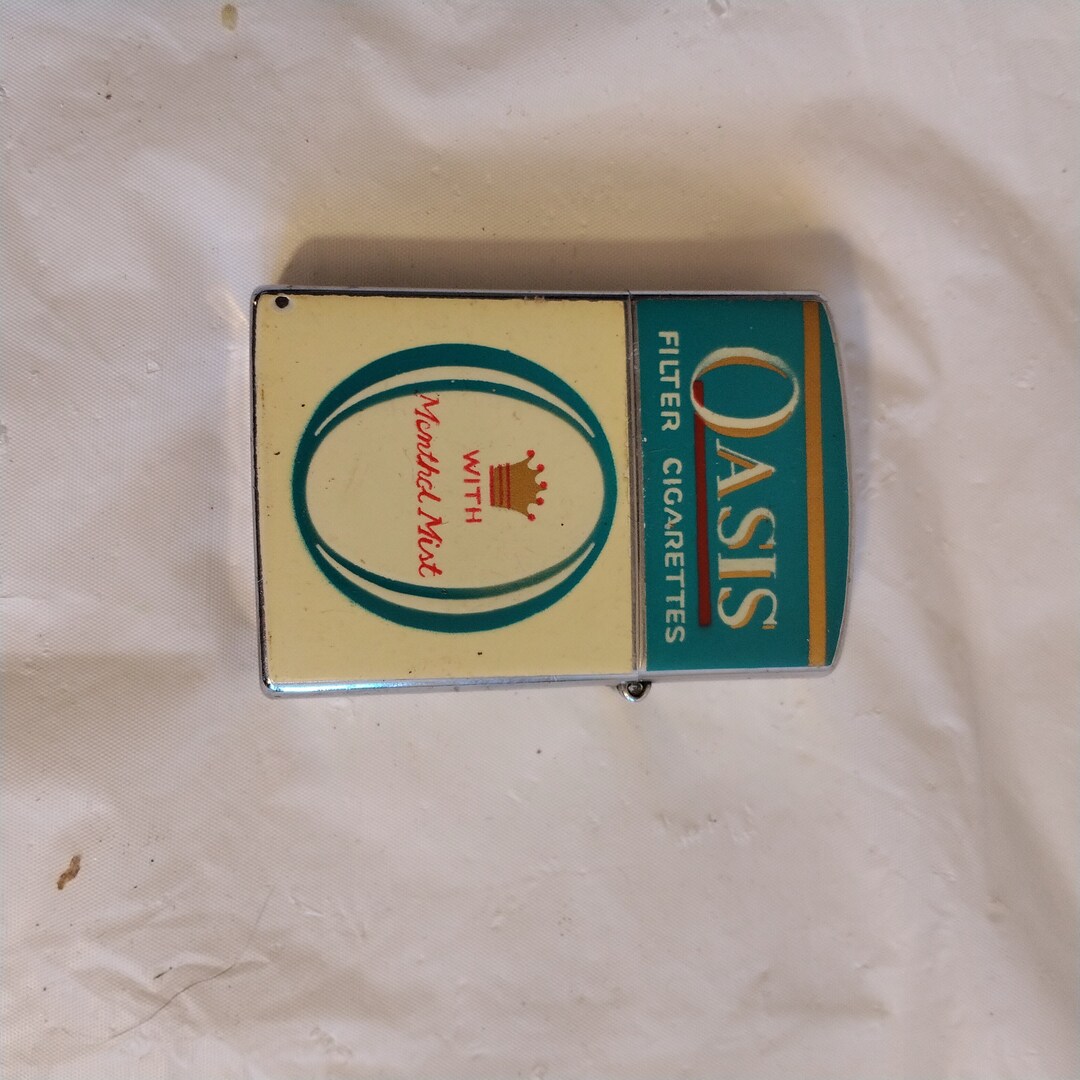 OASIS
FILTER CIGARETTES
WITH
Menthol Mist